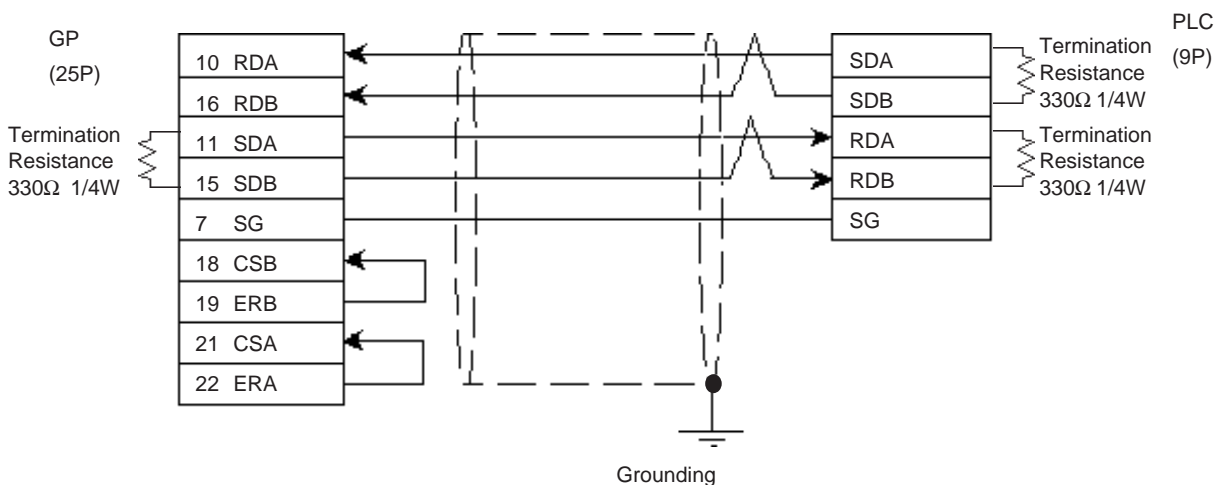 GP
(25P)
PLC
(9P)
10 RDA
16 RDB
11 SDA
15 SDB
7 SG
18 CSB
19 ERB
21 CSA
22 ERA
Termination
Resistance
330Ω 1/4W
SDA
SDB
RDA
RDB
SG
Termination
Resistance
330Ω 1/4W
Termination
Resistance
330Ω 1/4W
Grounding